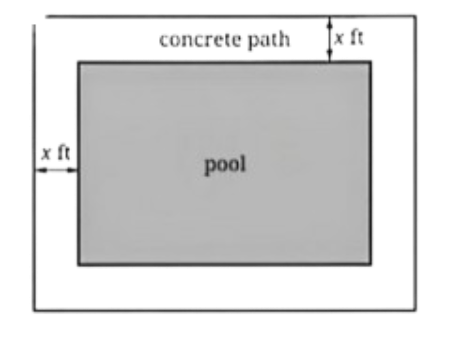 concrete path
x ft
x ft
pool